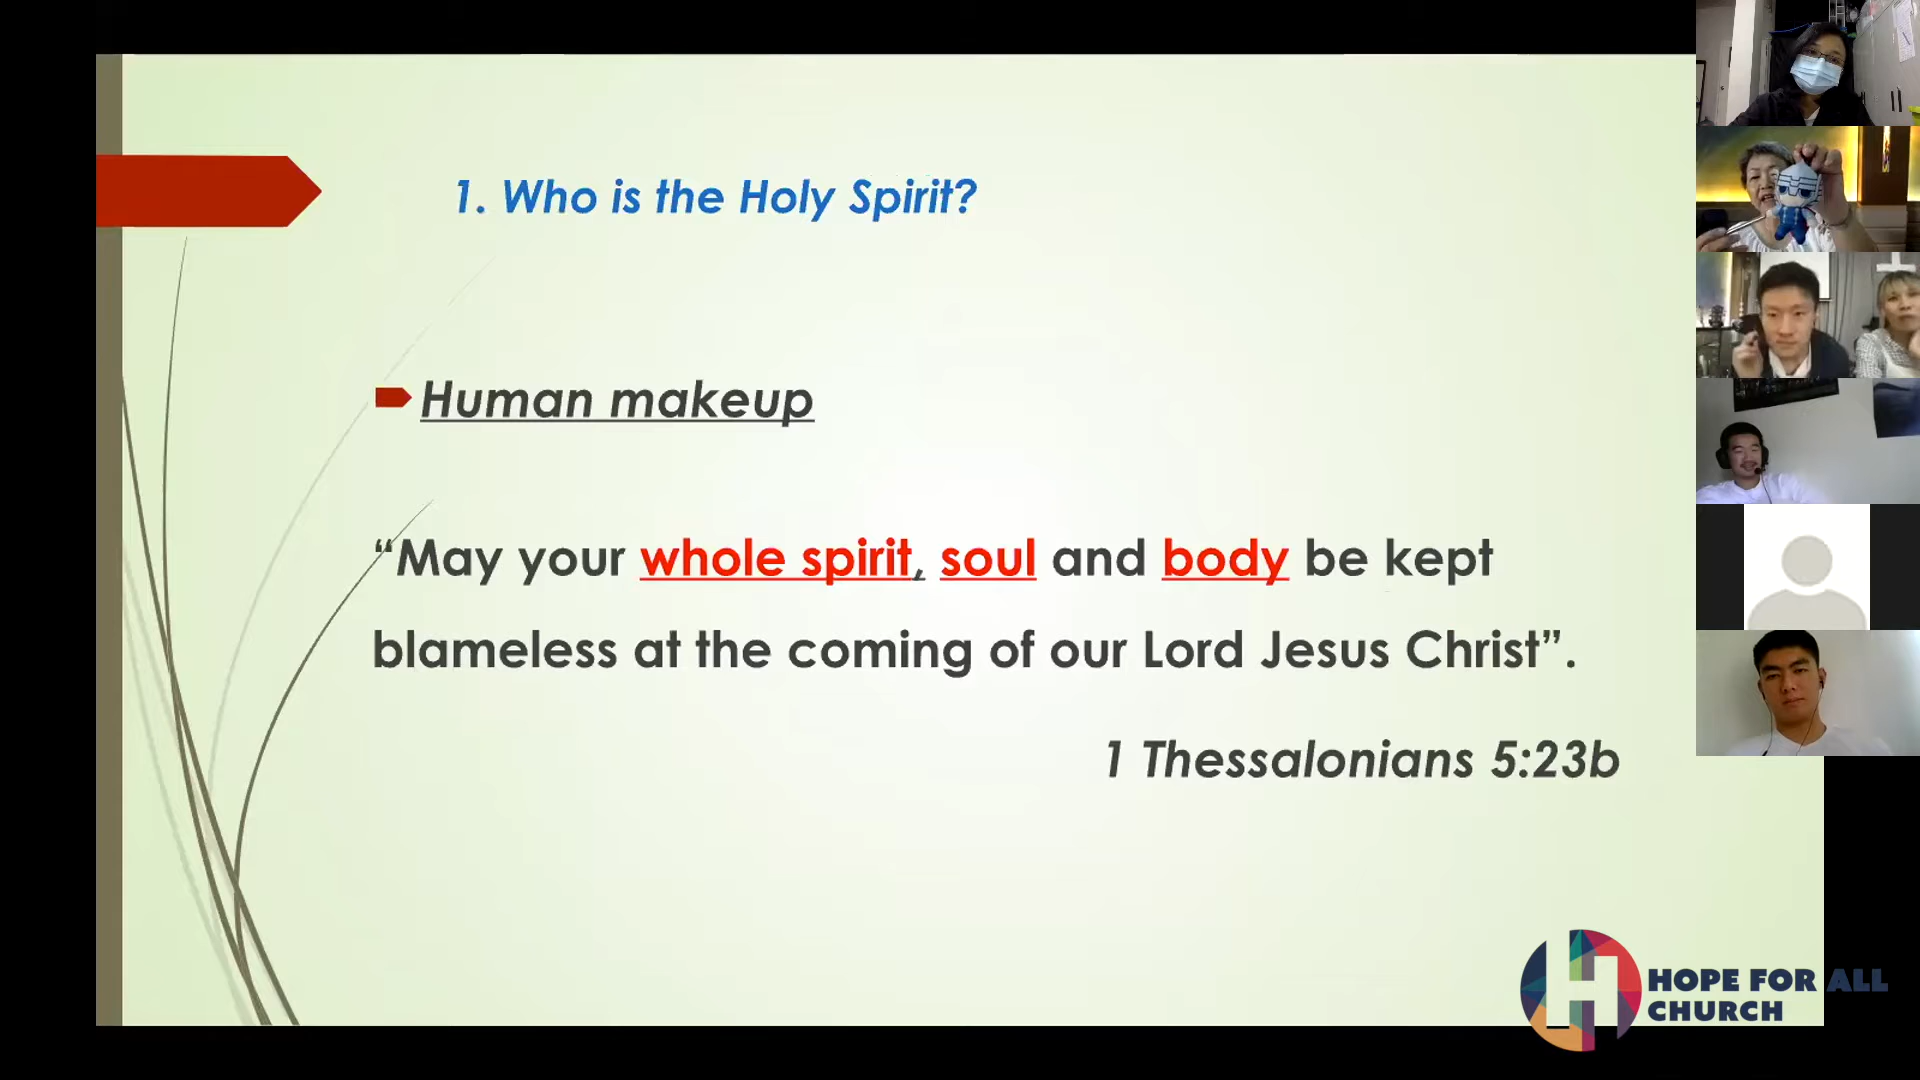 1. Who is the Holy Spirit?
Human makeup
“May your whole spirit, soul and body be kept
blameless at the coming of our Lord Jesus Christ”.
1 Thessalonians 5:23b
HOPE FOR ALL
CHURCH